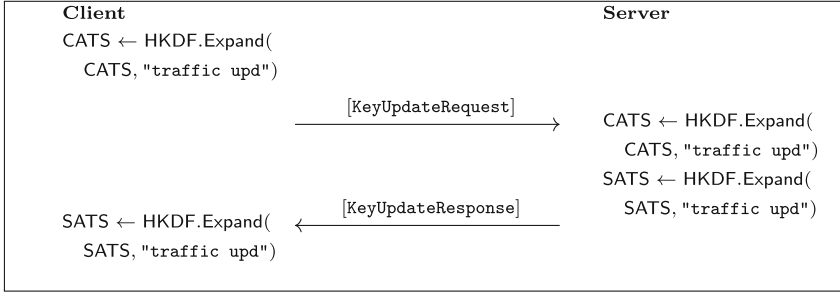 Client Server
CATS ← HKDF.Expand(
CATS, "traffic upd")
[KeyUpdateRequest]
CATS ← HKDF.Expand(
CATS, "traffic upd")
SATS ← HKDF.Expand(
SATS, "traffic upd")
[KeyUpdateResponse]
SATS ← HKDF.Expand(
SATS, "traffic upd")